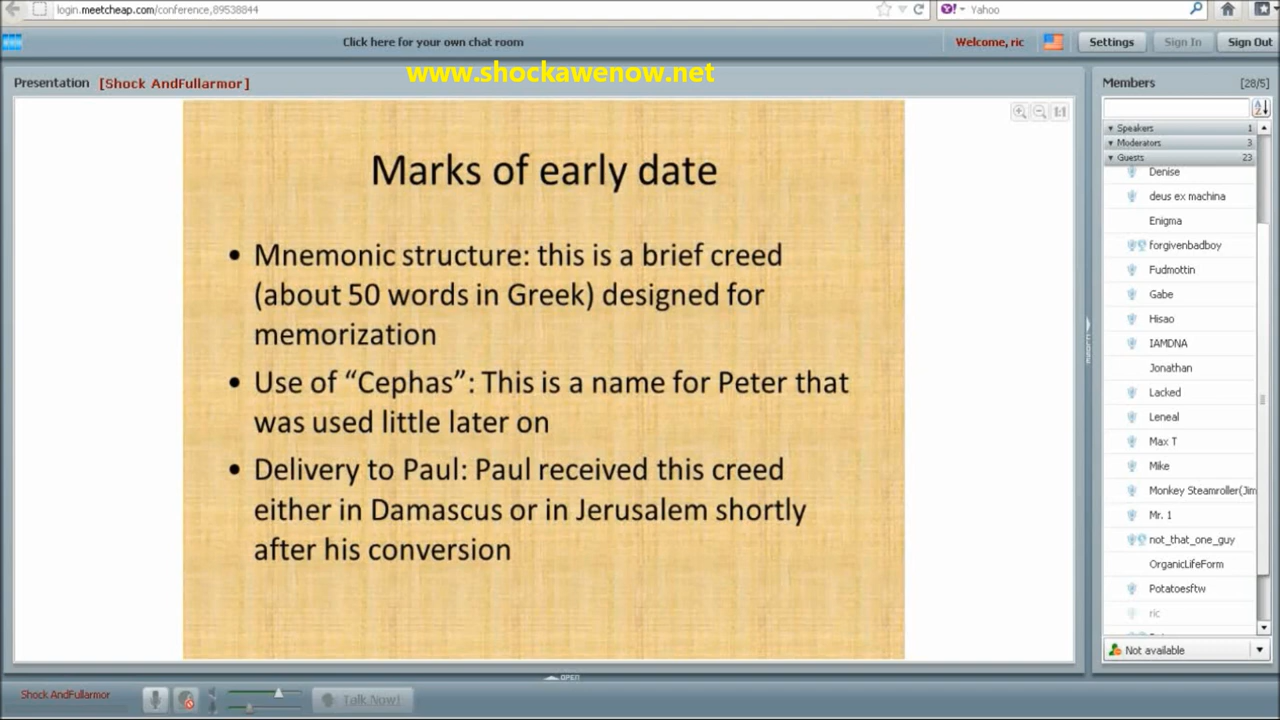 login.meetcheap.com/conference,89538844
Yahoo
Click here for your own chat room
Welcome, ric
Settings
Sign In
Sign Out
www.shockawenow.net
Presentation [Shock AndFullarmor]
Members [28/5]
Speakers 1
Moderators 3
Guests 23
Denise
deus ex machina
Enigma
forgivenbadboy
Fudmottin
Gabe
Hisao
IAMDNA
Jonathan
Lacked
Leneal
Max T
Mike
Monkey Steamroller(Jim
Mr. 1
not_that_one_guy
OrganicLifeForm
Potatoesftw
ric
Not available
1:1
Marks of early date
• Mnemonic structure: this is a brief creed
(about 50 words in Greek) designed for
memorization
• Use of “Cephas”: This is a name for Peter that
was used little later on
• Delivery to Paul: Paul received this creed
either in Damascus or in Jerusalem shortly
after his conversion
OPEN
Shock AndFullarmor
Talk Now!